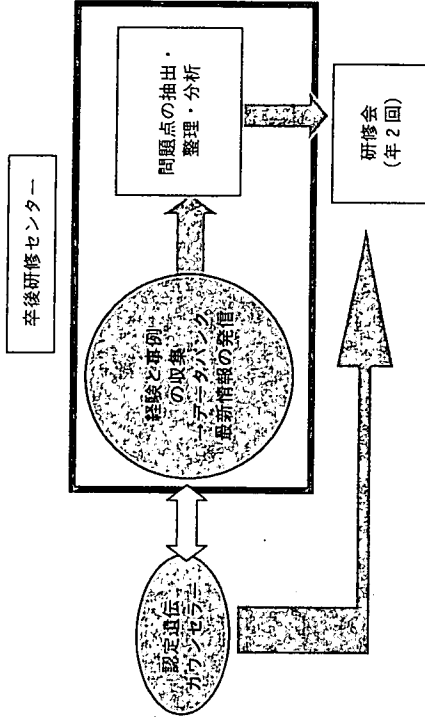 卒後研修センター
認定遺伝
カウンセラー
経験と事例
の収集
→データバンク
最新情報の発信
問題点の抽出・
整理・分析
研修会
(年2回)